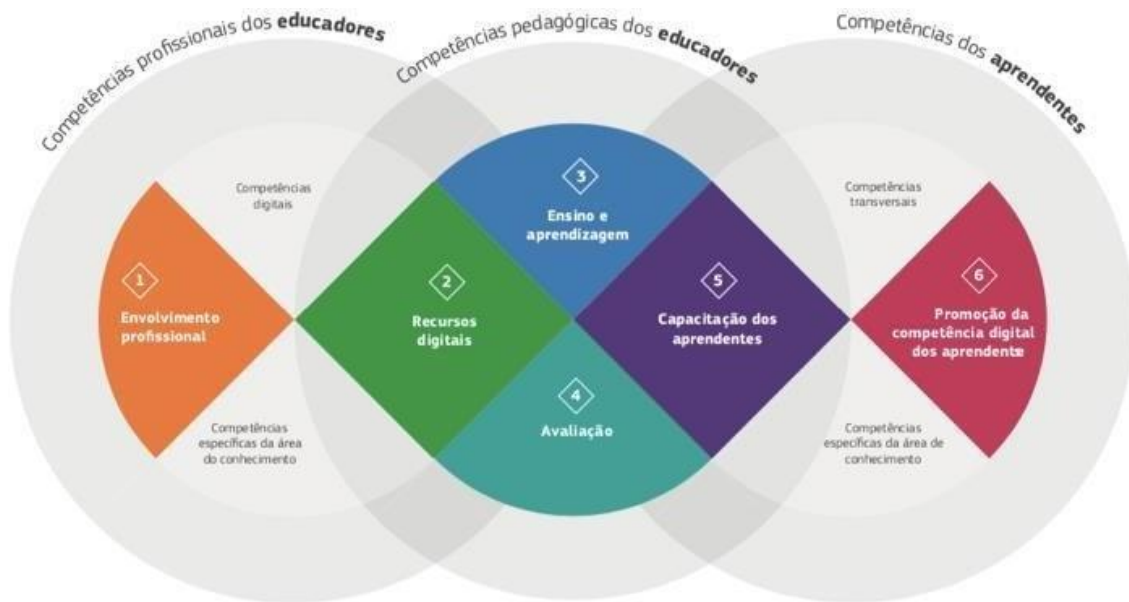 Competências profissionais dos educadores
Competências pedagógicas dos educadores
Competências dos aprendentes
Competências
digitais
1
Envolvimento
profissional
Competências
específicas da área
do conhecimento
2
Recursos
digitais
3
Ensino e
aprendizagem
4
Avaliação
5
Capacitação dos
aprendentes
Competências
transversais
6
Promoção da
competência digital
dos aprendentes
Competências
específicas da área de
conhecimento